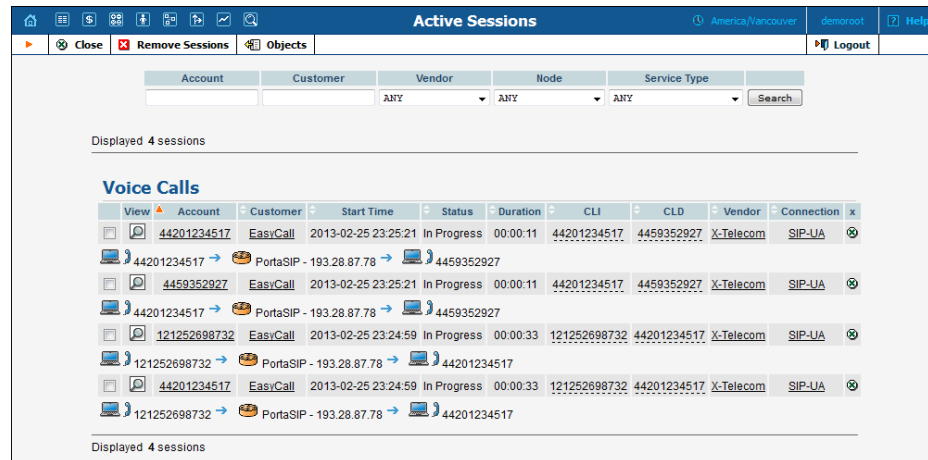 Active Sessions
America/Vancouver
demoroot
? Help
Close
Remove Sessions
Objects
Logout
Account Customer Vendor Node Service Type
ANY ANY ANY Search
Displayed 4 sessions
Voice Calls
View Account Customer Start Time Status Duration CLI CLD Vendor Connection x
44201234517 EasyCall 2013-02-25 23:25:21 In Progress 00:00:11 44201234517 4459352927 X-Telecom SIP-UA
44201234517 PortaSIP - 193.28.87.78 4459352927
4459352927 EasyCall 2013-02-25 23:25:21 In Progress 00:00:11 44201234517 4459352927 X-Telecom SIP-UA
44201234517 PortaSIP - 193.28.87.78 4459352927
121252698732 EasyCall 2013-02-25 23:24:59 In Progress 00:00:33 121252698732 44201234517 X-Telecom SIP-UA
121252698732 PortaSIP - 193.28.87.78 44201234517
44201234517 EasyCall 2013-02-25 23:24:59 In Progress 00:00:33 121252698732 44201234517 X-Telecom SIP-UA
121252698732 PortaSIP - 193.28.87.78 44201234517
Displayed 4 sessions